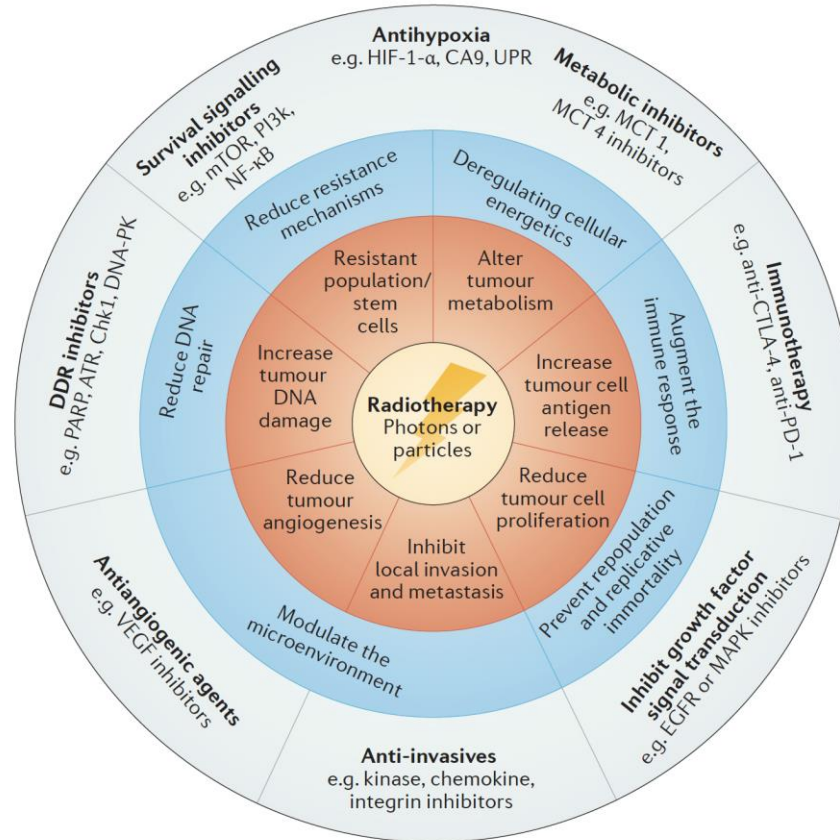 Antihypoxia
e.g. HIF-1-α, CA9, UPR
Metabolic inhibitors
e.g. MCT 1,
MCT 4 inhibitors
Immunotherapy
e.g. anti-CTLA-4, anti-PD-1
Inhibit growth factor
signal transduction
e.g. EGFR or MAPK inhibitors
Anti-invasives
e.g. kinase, chemokine,
integrin inhibitors
Antiangiogenic agents
e.g. VEGF inhibitors
DDR inhibitors
e.g. PARP, ATR, Chk1, DNA-PK
Survival signalling
inhibitors
e.g. mTOR, PI3k,
NF-κB
Reduce resistance
mechanisms
Deregulating cellular
energetics
Augment the
immune response
Prevent repopulation
and replicative
immortality
Modulate the
microenvironment
Reduce DNA
repair
Resistant
population/
stem
cells
Alter
tumour
metabolism
Increase
tumour cell
antigen
release
Reduce
tumour cell
proliferation
Inhibit
local invasion
and metastasis
Reduce
tumour
angiogenesis
Increase
tumour
DNA
damage
Radiotherapy
Photons or
particles